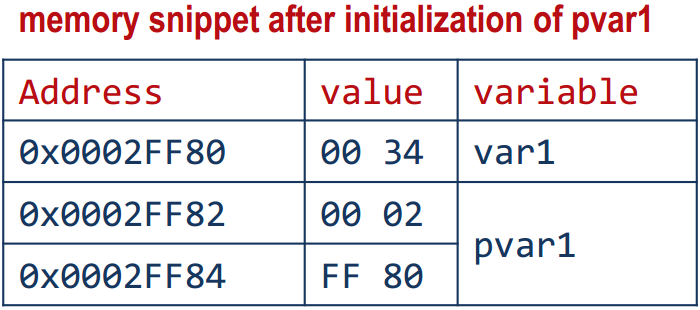 memory snippet after initialization of pvar1
Address value variable
0x0002FF80 00 34 var1
0x0002FF82 00 02
pvar1
0x0002FF84 FF 80